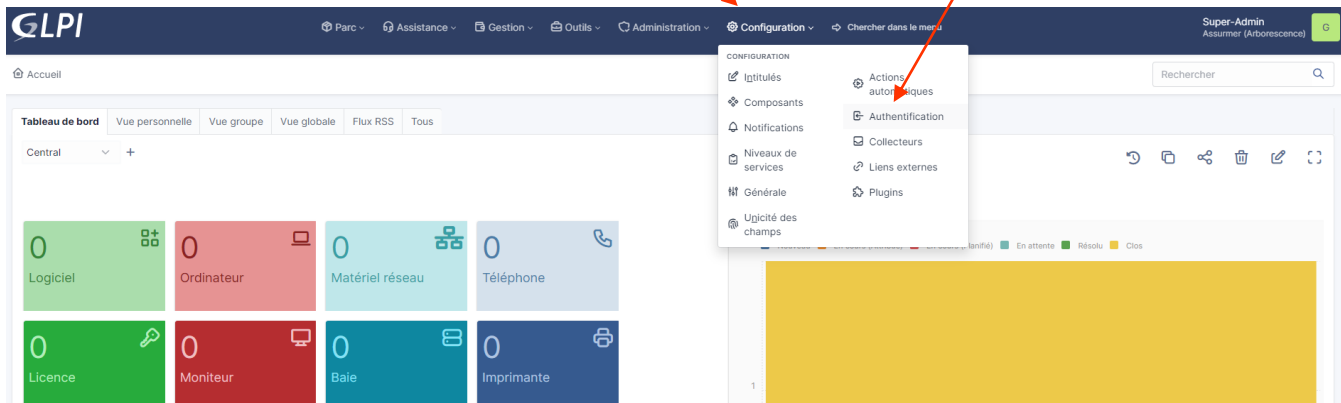 GLPI
Parc Assistance Gestion Outils Administration Configuration Chercher dans le menu
Super-Admin
Assurmer (Arborescence)
G
Accueil
Rechercher
CONFIGURATION
Intitulés
Composants
Notifications
Niveaux de
services
Générale
Unicité des
champs
Actions
automatiques
Authentification
Collecteurs
Liens externes
Plugins
Tableau de bord Vue personnelle Vue groupe Vue globale Flux RSS Tous
Central +
0
Logiciel
0
Ordinateur
0
Matériel réseau
0
Téléphone
En attente Résolu Clos
0
Licence
0
Moniteur
0
Baie
0
Imprimante
1